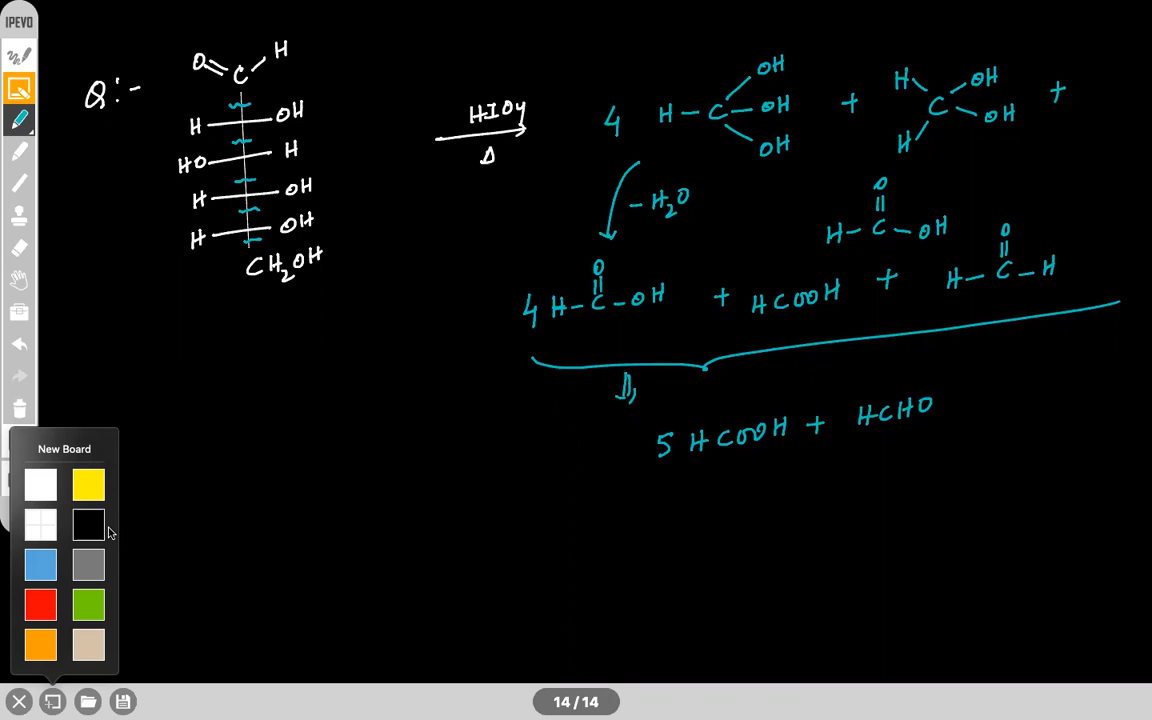 IPEVO
Q:-
O=C-H
H OH
HO H
H OH
H OH
CH2OH
HIO4
Δ
4 H-C-OH OH OH + H H C OH OH +
-H2O
O
H-C-OH
4 H-C(=O)-OH + HCOOH + H-C(=O)-H
5 HCOOH + HCHO
New Board
14/14